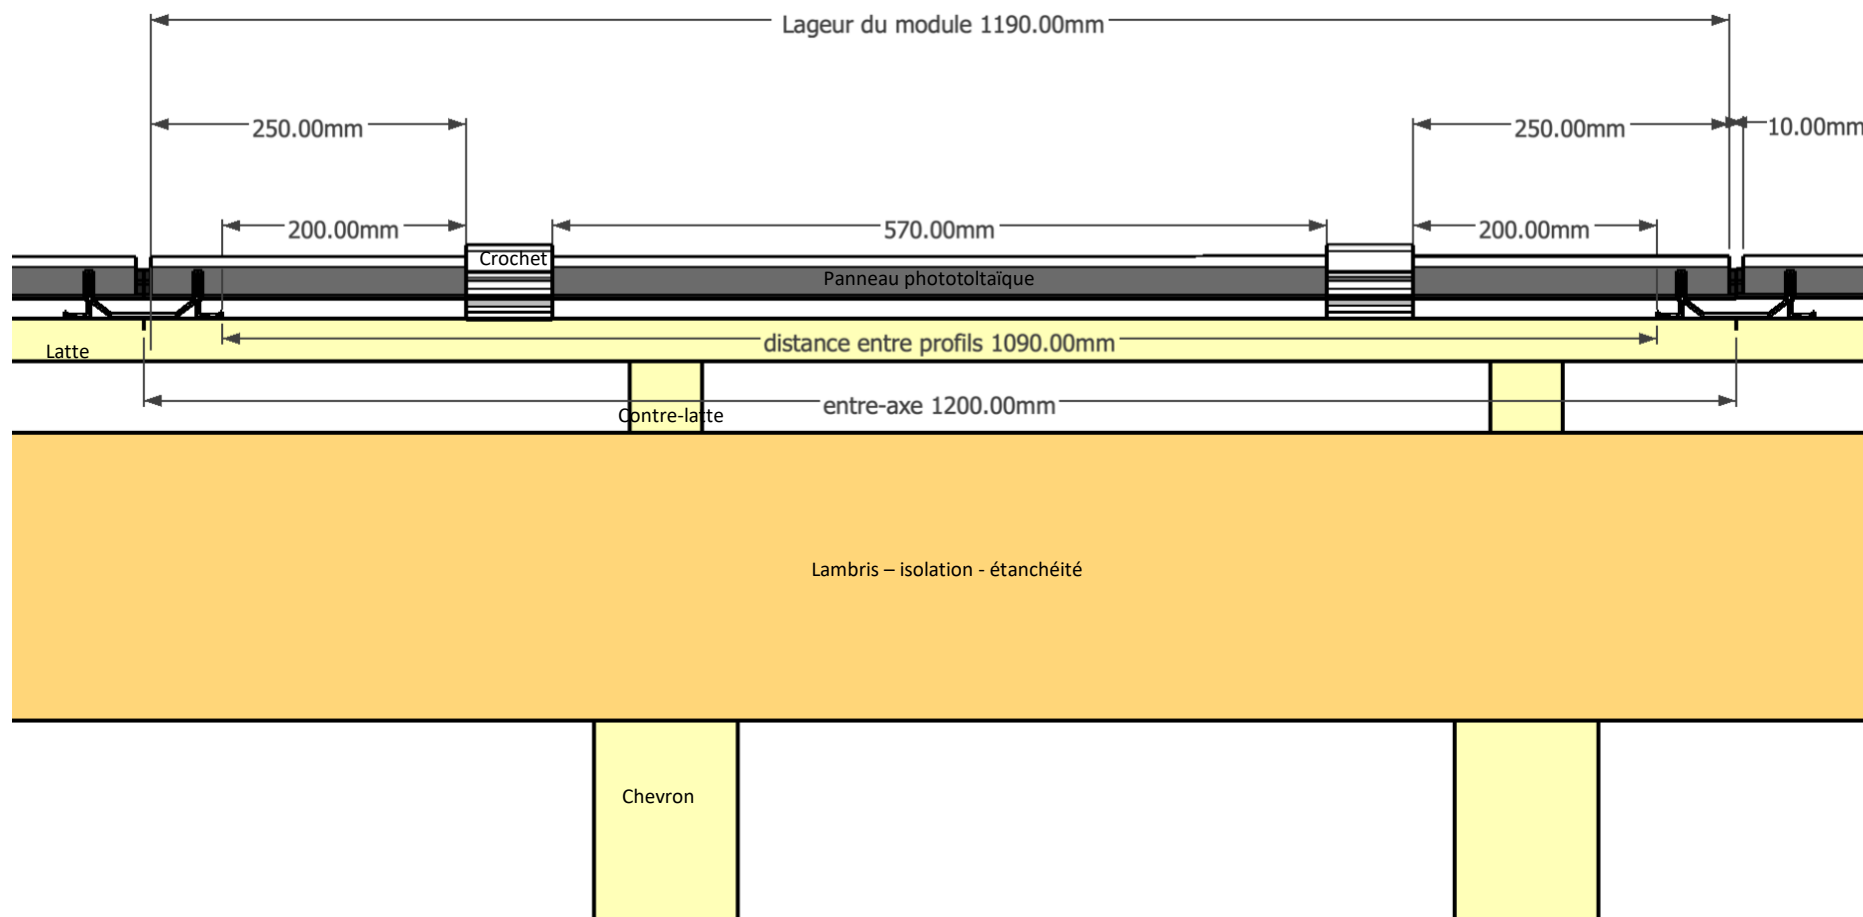 Lageur du module 1190.00mm
250.00mm
250.00mm
10.00mm
200.00mm
570.00mm
200.00mm
Crochet
Panneau phototoltaïque
Latte
distance entre profils 1090.00mm
entre-axe 1200.00mm
Contre-latte
Lambris – isolation - étanchéité
Chevron